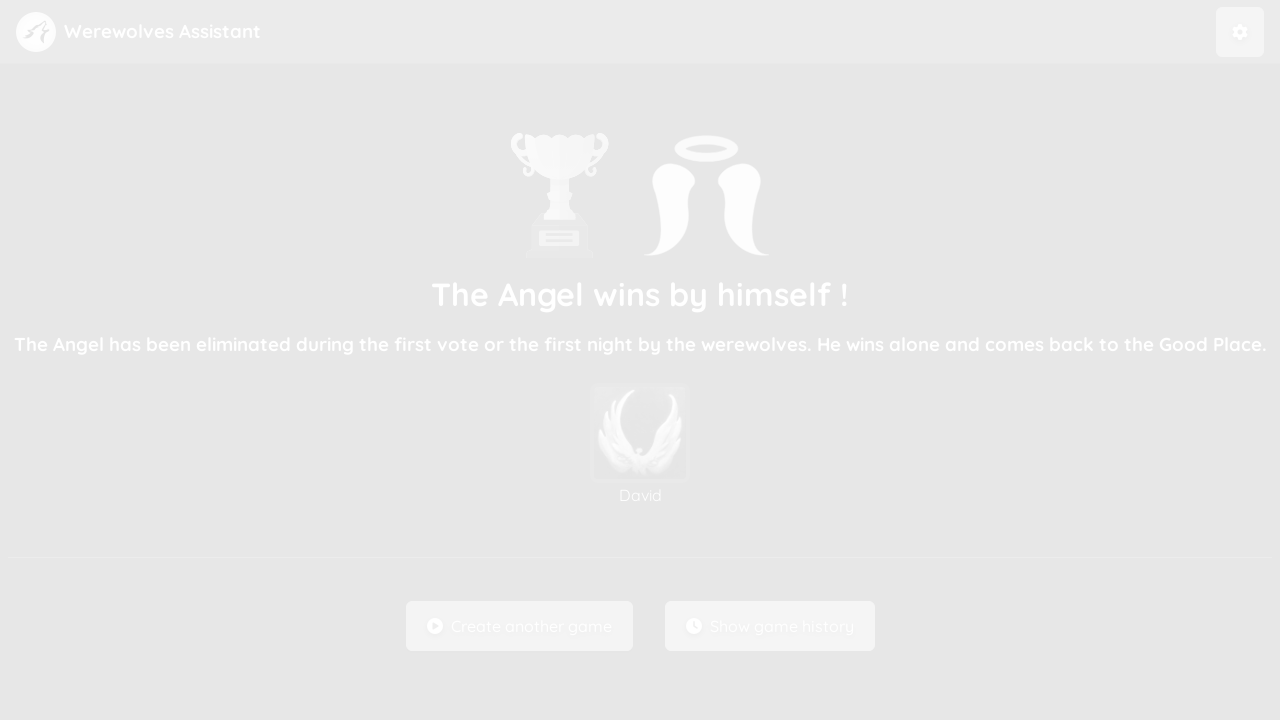 Werewolves Assistant
The Angel wins by himself !
The Angel has been eliminated during the first vote or the first night by the werewolves. He wins alone and comes back to the Good Place.
David
Create another game
Show game history